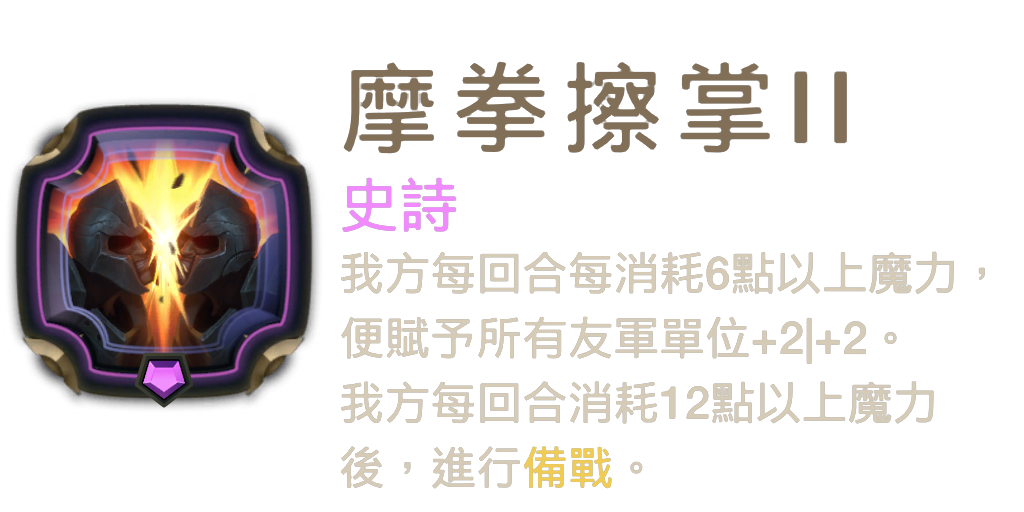 摩拳擦掌II
史詩
我方每回合每消耗6點以上魔力，
便賦予所有友軍單位+2|+2。
我方每回合消耗12點以上魔力
後，進行備戰。